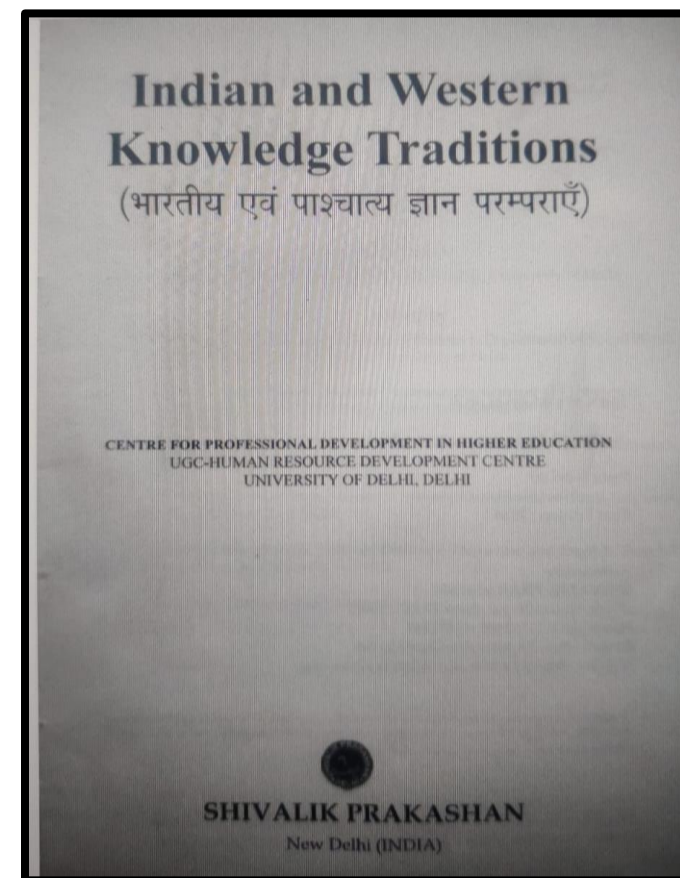 Indian and Western
Knowledge Traditions
(भारतीय एवं पाश्चात्य ज्ञान परम्पराएँ)
CENTRE FOR PROFESSIONAL DEVELOPMENT IN HIGHER EDUCATION
UGC-HUMAN RESOURCE DEVELOPMENT CENTRE
UNIVERSITY OF DELHI, DELHI
SHIVALIK PRAKASHAN
New Delhi (INDIA)